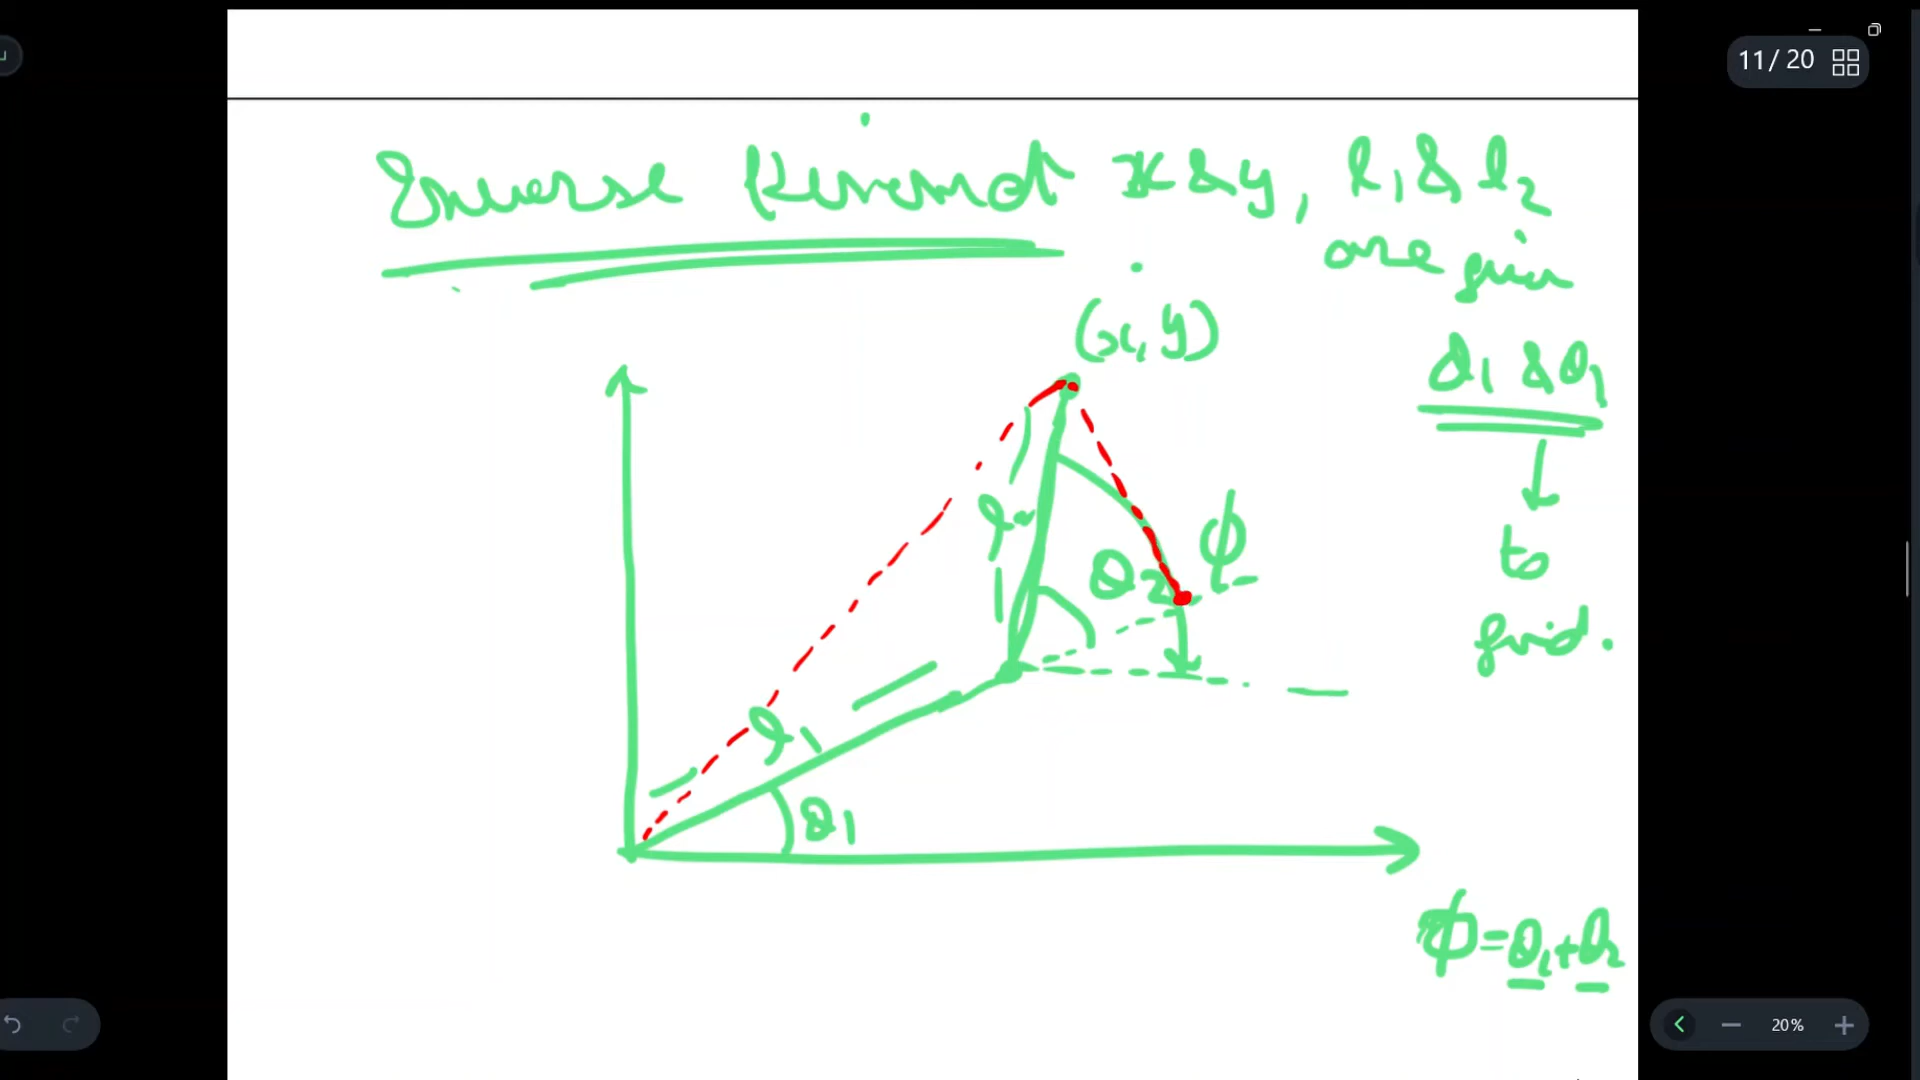 11 / 20
Inverse Kinemat x & y, l1 & l2
are given
(x, y)
θ1 & θ1
l2
θ2
ϕ
to
find.
l1
θ1
ϕ = θ1 + θ2
20%